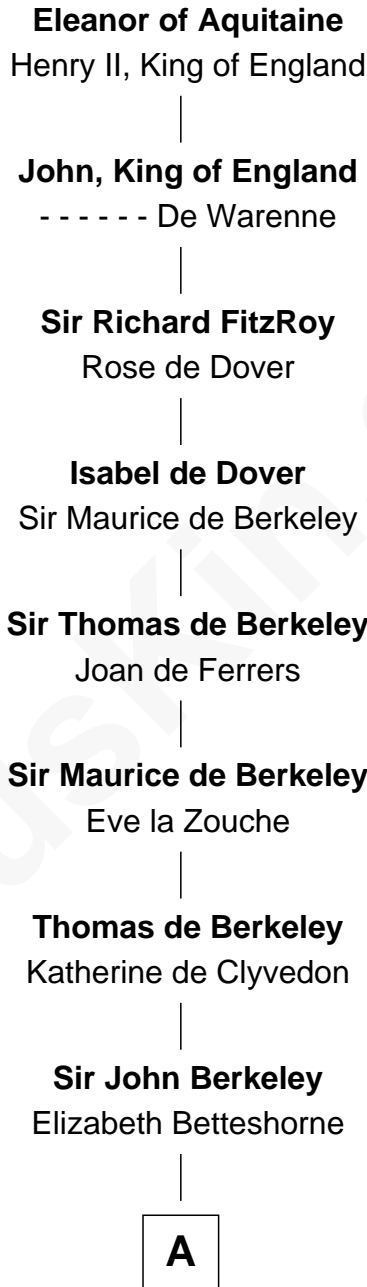 Eleanor of Aquitaine
Henry II, King of England
John, King of England
- - - - - - De Warenne
Sir Richard FitzRoy
Rose de Dover
Isabel de Dover
Sir Maurice de Berkeley
Sir Thomas de Berkeley
Joan de Ferrers
Sir Maurice de Berkeley
Eve la Zouche
Thomas de Berkeley
Katherine de Clyvedon
Sir John Berkeley
Elizabeth Betteshorne
A